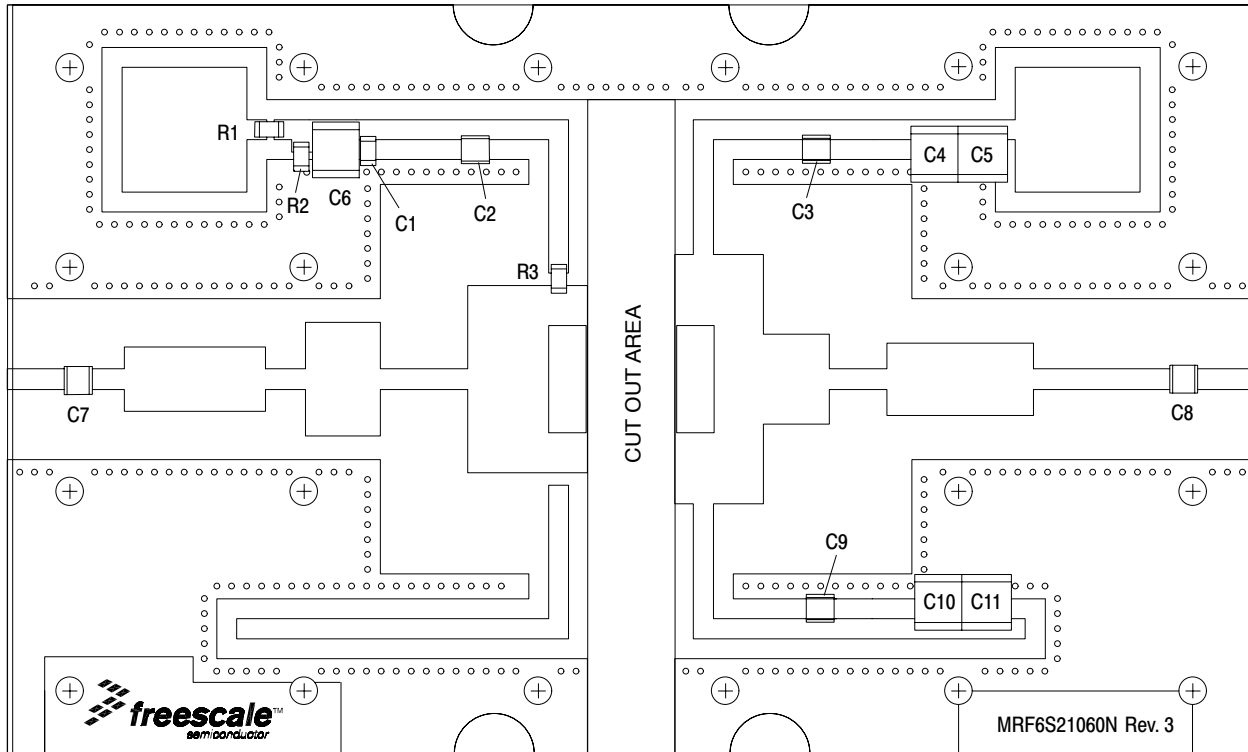 R1
C4 C5
R2
C6
C1
C2
C3
R3
CUT OUT AREA
C7
C8
C9
C10 C11
freescale™
semiconductor
MRF6S21060N Rev. 3